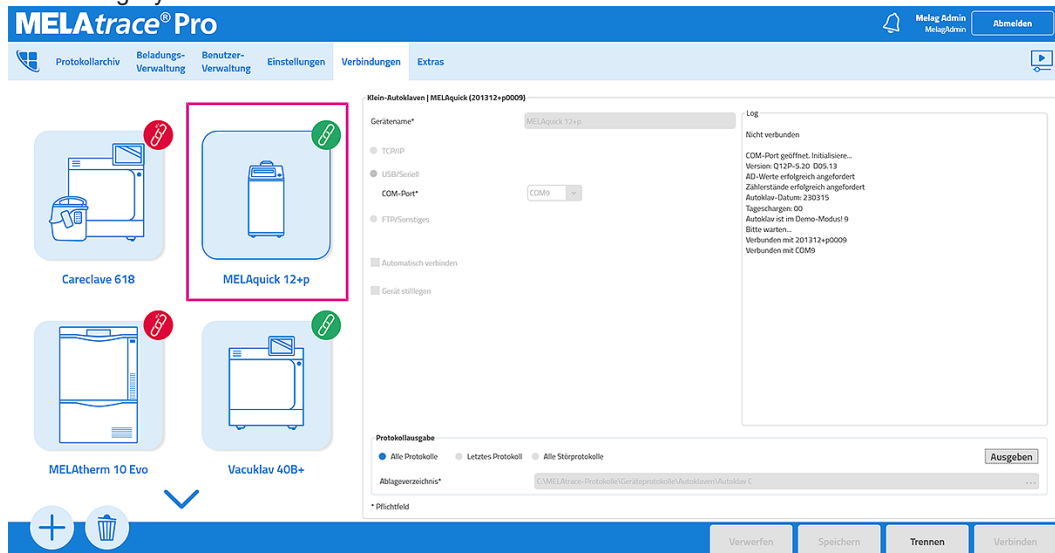 MELAtrace® Pro
Melag Admin
MelagAdmin
Abmelden
Protokollarchiv
Beladungs-
Verwaltung
Benutzer-
Verwaltung
Einstellungen
Verbindungen
Extras
Careclave 618
MELAquick 12+p
MELAtherm 10 Evo
Vacuklav 40B+
Klein-Autoklaven | MELAquick (201312+p0009)
Gerätename*
MELAquick 12+p
TCP/IP
USB/Seriell
COM-Port*
COM9
FTP/Sonstiges
Automatisch verbinden
Gerät stilllegen
Log
Nicht verbunden
COM-Port geöffnet. Initialisiere...
Version: Q12P-5.20 D05.13
AD-Werte erfolgreich angefordert
Zählerstände erfolgreich angefordert
Autoklav-Datum: 230315
Tageschargen: 00
Autoklav ist im Demo-Modus! 9
Bitte warten...
Verbunden mit 201312+p0009
Verbunden mit COM9
Protokollausgabe
Alle Protokolle
Letztes Protokoll
Alle Störprotokolle
Ausgeben
Ablageverzeichnis*
C:\MELAtrace-Protokolle\Geräteprotokolle\Autoklaven\Autoklav C
...
* Pflichtfeld
Verwerfen
Speichern
Trennen
Verbinden